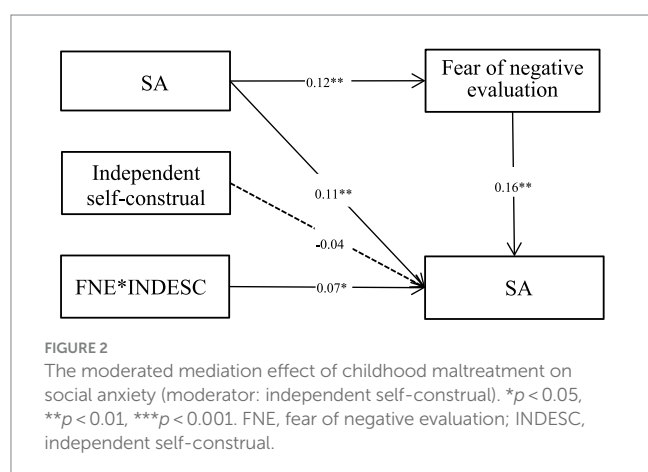 SA
Fear of negative
evaluation
0.12**
Independent
self-construal
0.11**
0.16**
-0.04
FNE*INDESC
0.07*
SA
FIGURE 2
The moderated mediation effect of childhood maltreatment on
social anxiety (moderator: independent self-construal). *p < 0.05,
**p < 0.01, ***p < 0.001. FNE, fear of negative evaluation; INDESC,
independent self-construal.